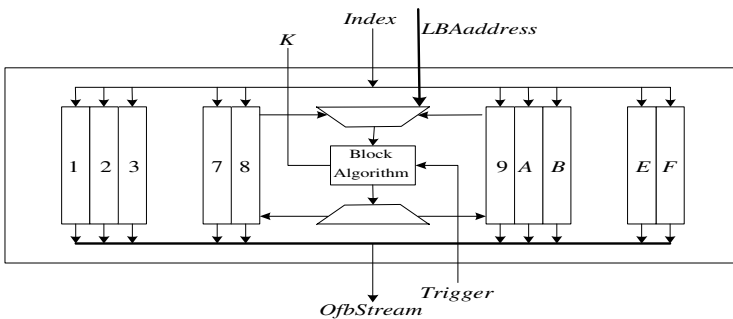 Index
K
LBAaddress
1 2 3 7 8 9 A B E F
Block
Algorithm
Trigger
OfbStream